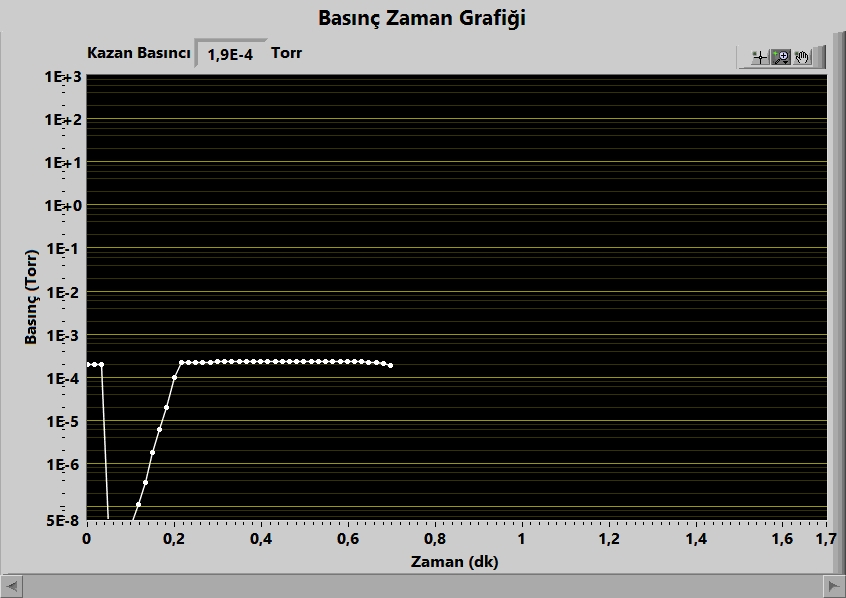 Basınç Zaman Grafiği
Kazan Basıncı 1,9E-4 Torr
1E+3
1E+2
1E+1
1E+0
1E-1
1E-2
1E-3
1E-4
1E-5
1E-6
5E-8
Basınç (Torr)
0 0,2 0,4 0,6 0,8 1 1,2 1,4 1,6 1,7
Zaman (dk)